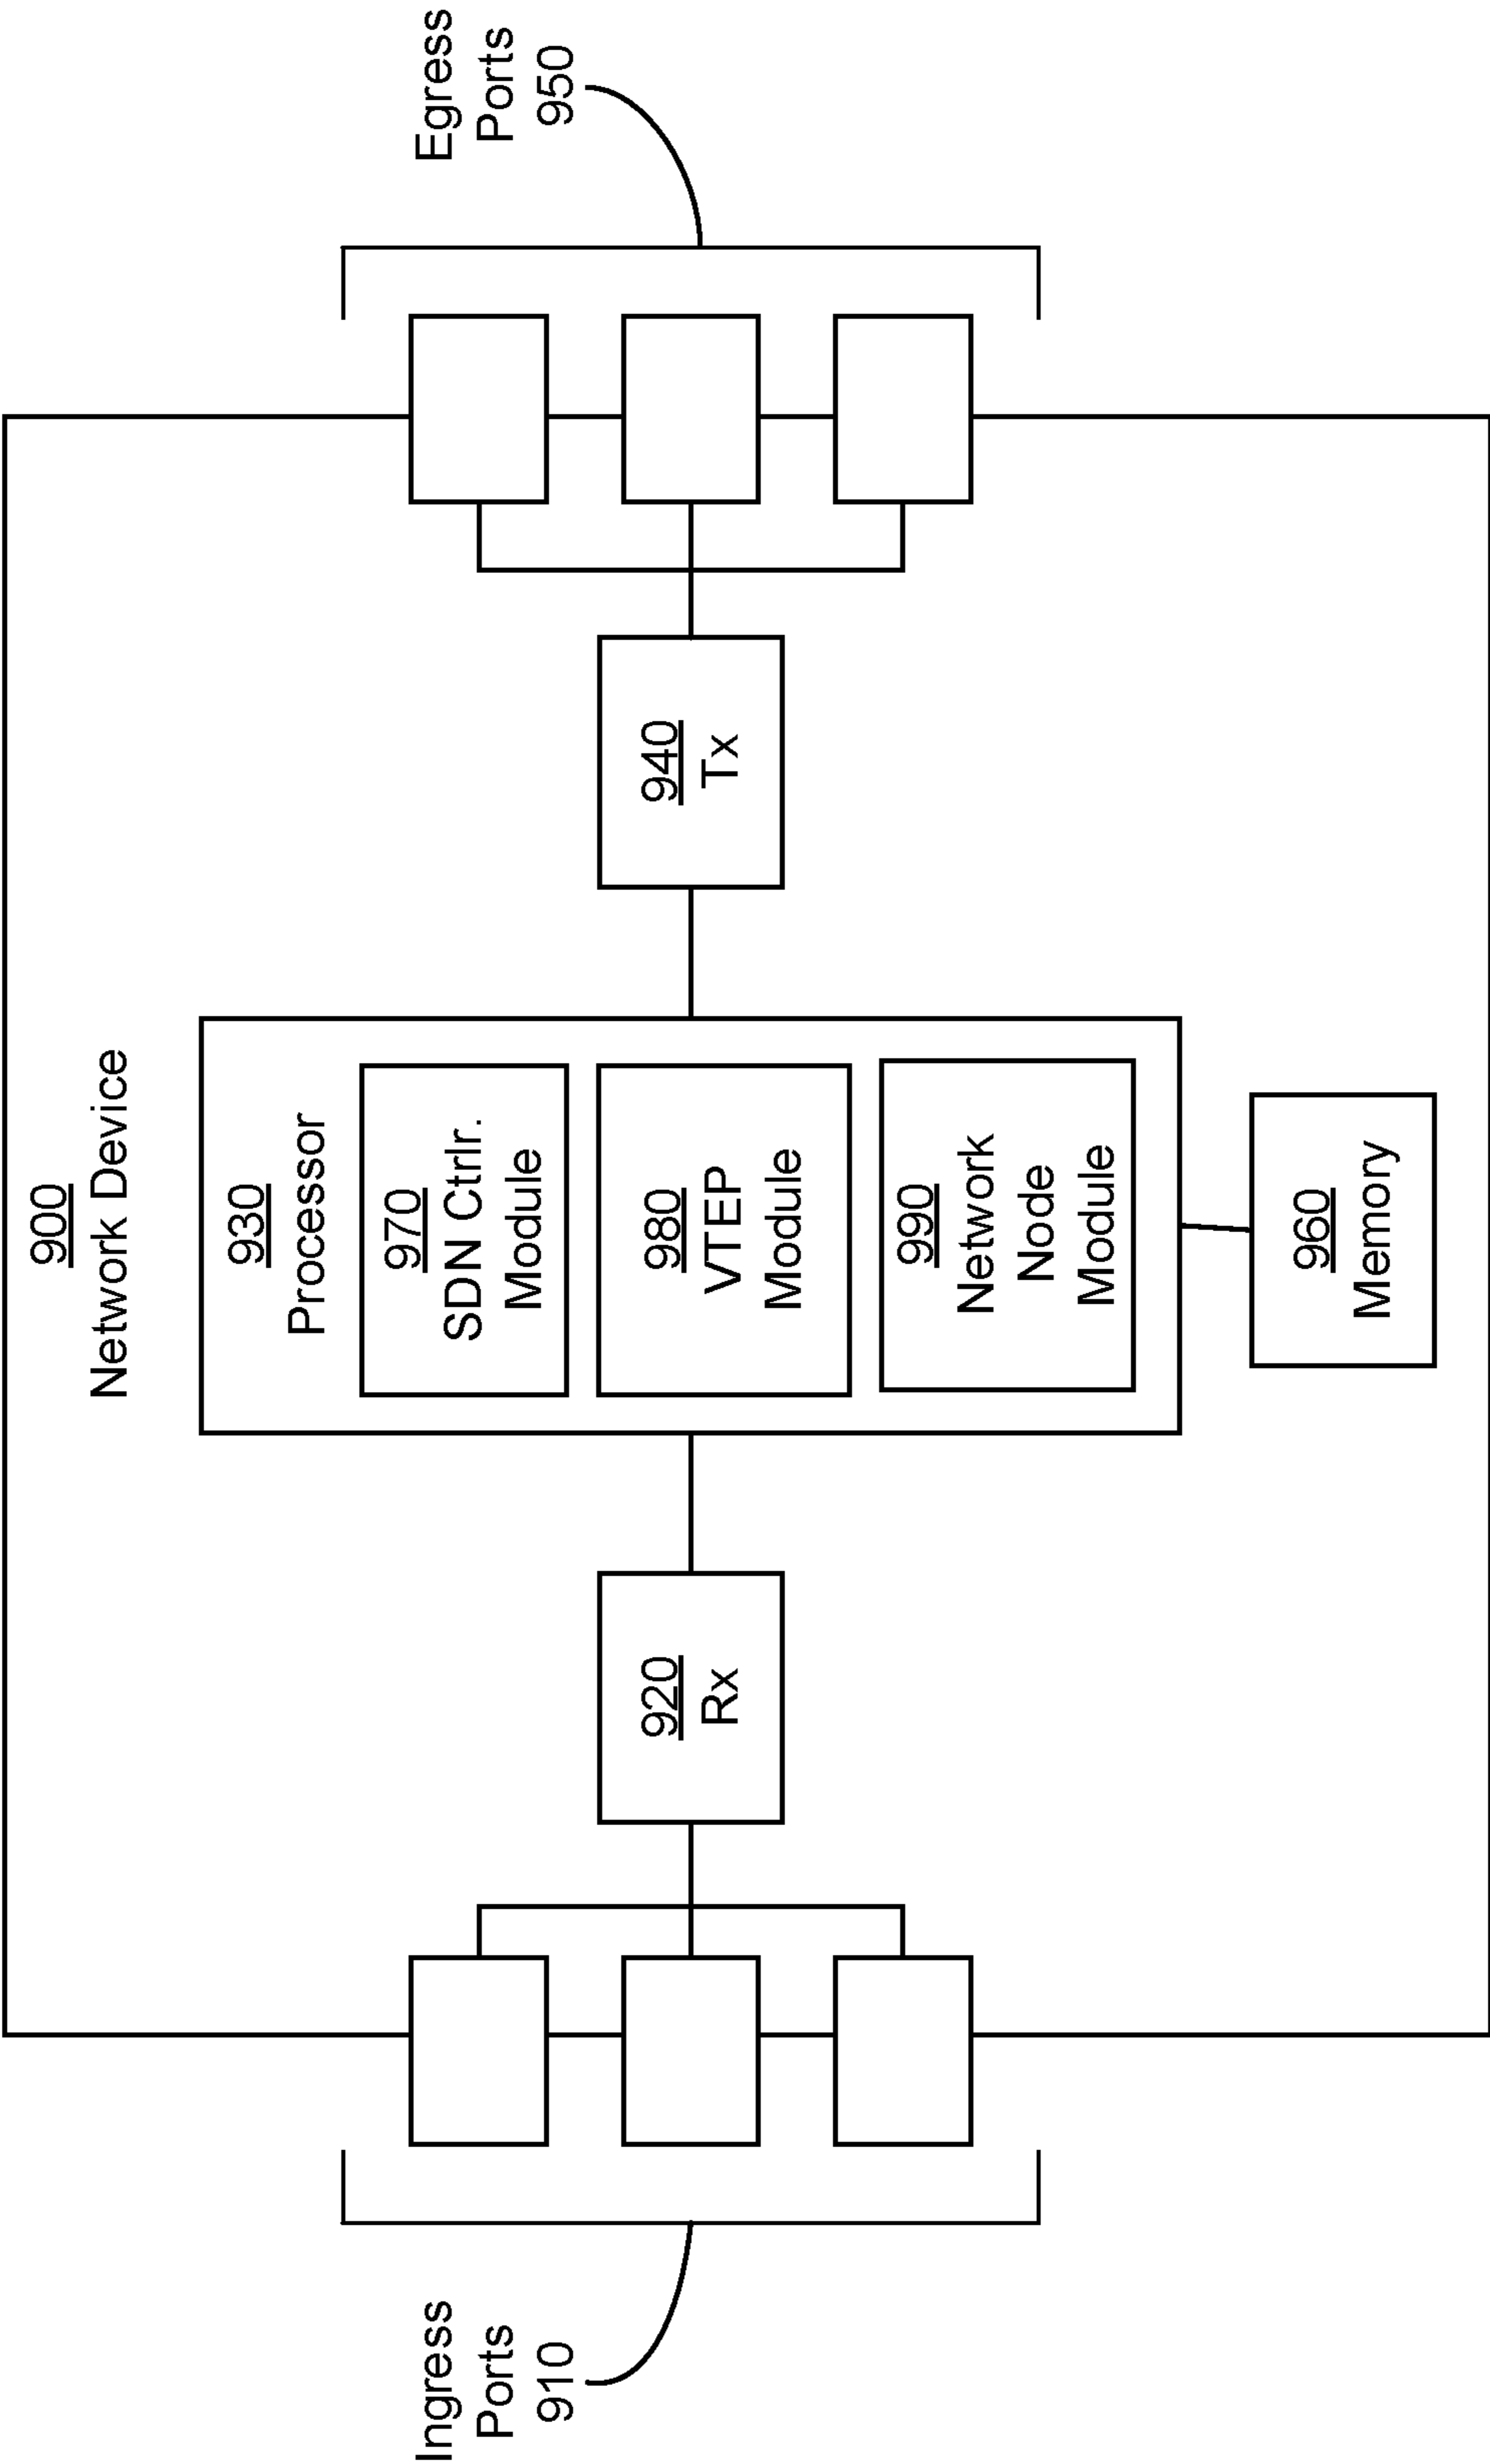 900
Network Device
930
Processor
970
SDN Ctrlr.
Module
980
VTEP
Module
990
Network
Node
Module
920
Rx
940
Tx
960
Memory
Ingress
Ports
910
Egress
Ports
950